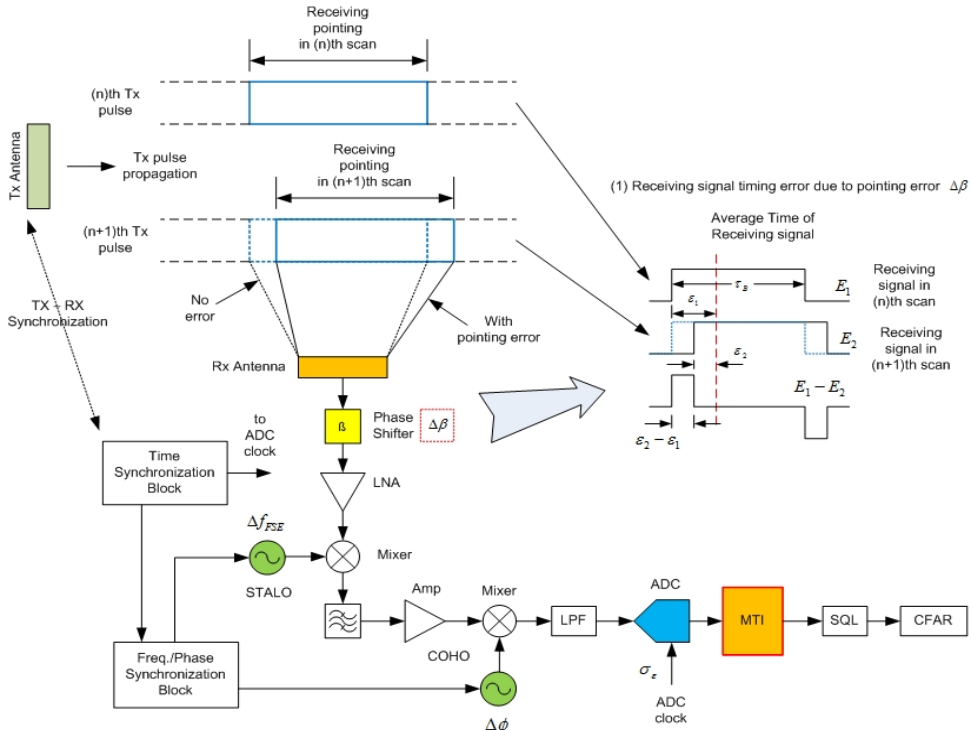 Receiving
pointing
in (n)th scan
(n)th Tx
pulse
Tx Antenna
Tx pulse
propagation
Receiving
pointing
in (n+1)th scan
(n+1)th Tx
pulse
No
error
With
pointing error
TX – RX
Synchronization
Rx Antenna
(1) Receiving signal timing error due to pointing error Δβ
Average Time of
Receiving signal
τ_B
E_1
Receiving
signal in
(n)th scan
ε_1
E_2
Receiving
signal in
(n+1)th scan
ε_2
E_1 − E_2
ε_2 − ε_1
ß
Phase
Shifter
Δβ
to
ADC
clock
Time
Synchronization
Block
LNA
Δf_FSE
STALO
Mixer
Amp
Mixer
LPF
ADC
MTI
SQL
CFAR
COHO
Freq./Phase
Synchronization
Block
Δϕ
σ_ε
ADC
clock